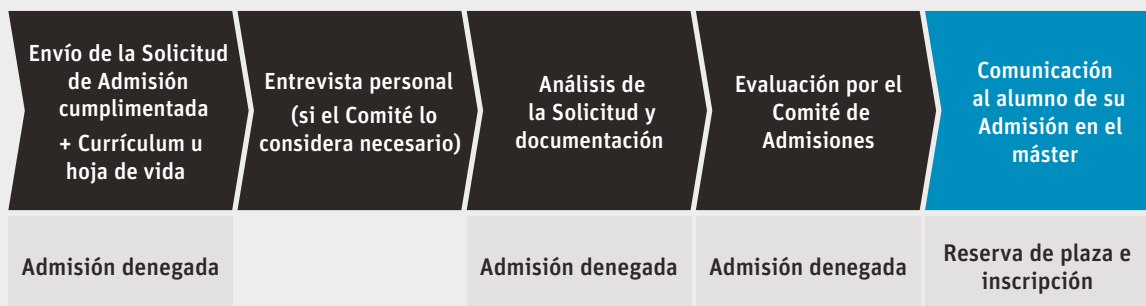 Envío de la Solicitud
de Admisión
cumplimentada
+ Currículum u
hoja de vida
Entrevista personal
(si el Comité lo
considera necesario)
Análisis de
la Solicitud y
documentación
Evaluación por el
Comité de
Admisiones
Comunicación
al alumno de su
Admisión en el
máster
Admisión denegada
Admisión denegada
Admisión denegada
Reserva de plaza e
inscripción